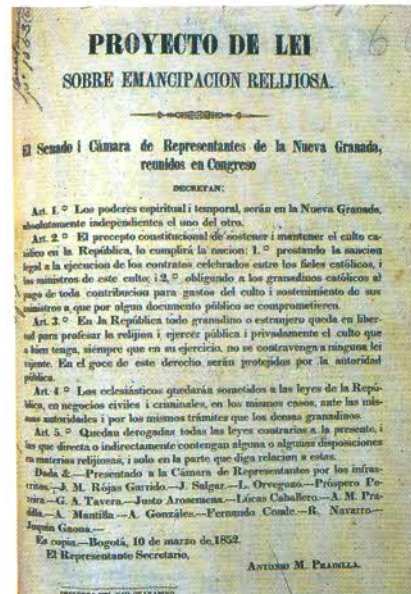 PROYECTO DE LEI
SOBRE EMANCIPACION RELIJIOSA.
6
El Senado i Cámara de Representantes de la Nueva Granada,
reunidos en Congreso
DECRETAN:
Art. 1.° Los poderes espiritual i temporal, serán en la Nueva Granada,
absolutamente independientes el uno del otro.
Art. 2.° El precepto constitucional de sostener i mantener el culto ca-
tólico en la República, lo cumplirá la nacion: 1.° prestando la sancion
legal a la ejecucion de los contratos celebrados entre los fieles católicos, i
los ministros de este culto; i 2.° obligando a los granadinos católicos al
pago de toda contribucion para gastos del culto i sostenimiento de sus
ministros a que por algun documento público se comprometieren.
Art. 3.° En la República todo granadino o estranjero queda en liber-
tad para profesar la relijion i ejercer pública i privadamente el culto que
a bien tenga, siempre que en su ejercicio, no se contravenga a ninguna lei
vijente. En el goce de este derecho serán protejidos por la autoridad
pública.
Art. 4.° Los eclesiásticos quedarán sometidos a las leyes de la Repú-
blica, en negocios civiles i criminales, en los mismos casos, ante las mis-
mas autoridades i por los mismos trámites que los demas granadinos.
Art. 5.° Quedan derogadas todas las leyes contrarias a la presente, i
las que directa o indirectamente contengan alguna o algunas disposiciones
en materias relijiosas, i solo en la parte que diga relacion a estas.
Dada &.—Presentado a la Cámara de Representantes por los infras-
critos.—J. M. Rójas Garrido.—J. Salgar.—L. Orvegozo.—Próspero Pe-
reira.—G. A. Tavera.—Justo Arosemena.—Lúcas Caballero.—A. M. Pra-
dilla.—A. Mantilla.—A. Gonzáles.—Fernando Conde.—R. Navarro.—
Joaquin Gaona.—
Es copia.—Bogotá, 10 de marzo de 1852.
El Representante Secretario,
ANTONIO M. PRADILLA.